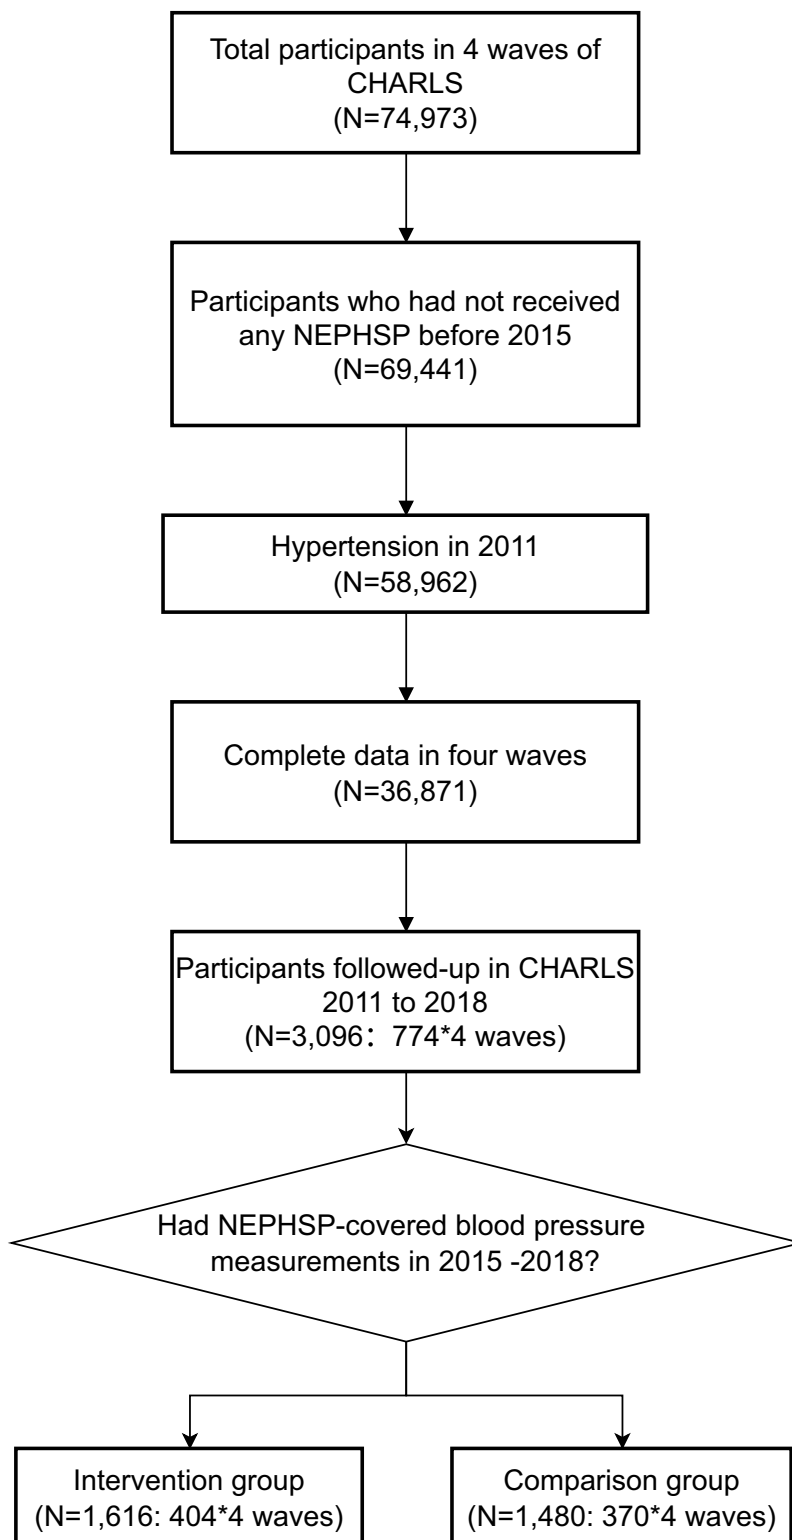 Total participants in 4 waves of
CHARLS
(N=74,973)
Participants who had not received
any NEPHSP before 2015
(N=69,441)
Hypertension in 2011
(N=58,962)
Complete data in four waves
(N=36,871)
Participants followed-up in CHARLS
2011 to 2018
(N=3,096：774*4 waves)
Had NEPHSP-covered blood pressure
measurements in 2015 -2018?
Intervention group
(N=1,616: 404*4 waves)
Comparison group
(N=1,480: 370*4 waves)